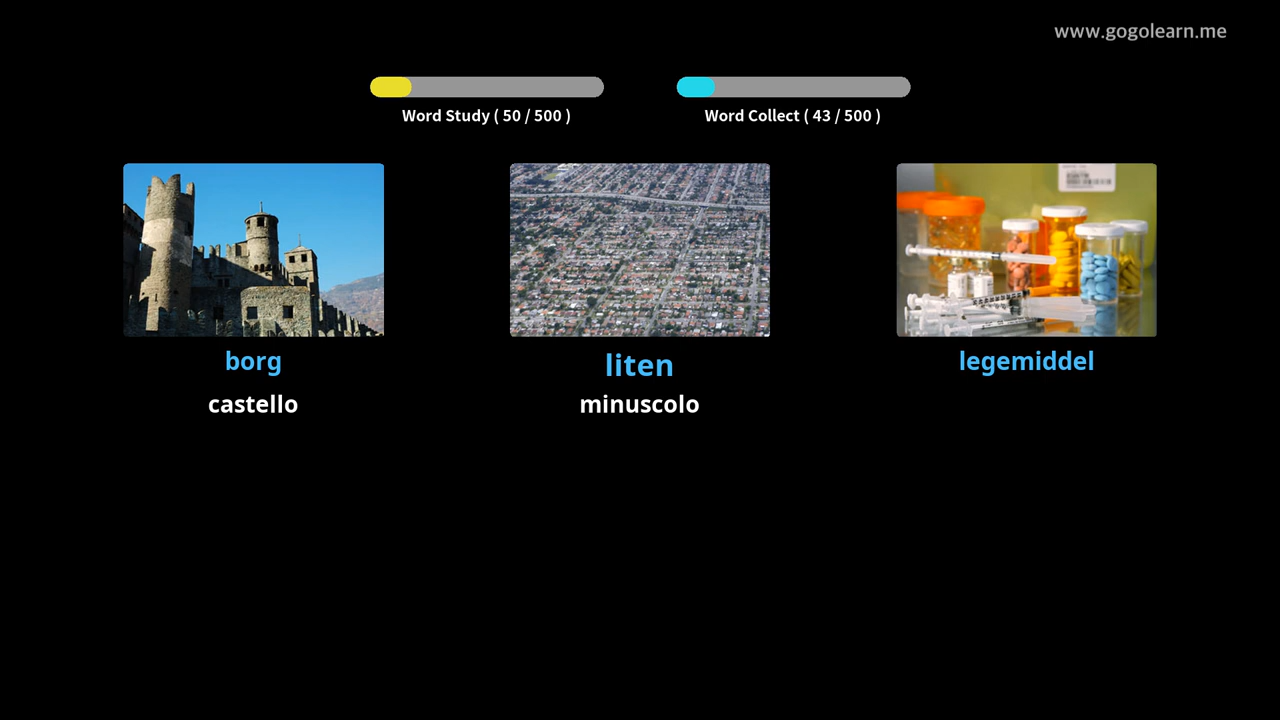 www.gogolearn.me
Word Study ( 50 / 500 )
Word Collect ( 43 / 500 )
borg
liten
legemiddel
castello
minuscolo